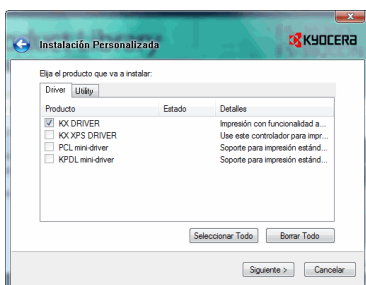 Instalación Personalizada
KYOCERA
Elija el producto que va a instalar:
Driver Utility
Producto Estado Detalles
KX DRIVER Impresión con funcionalidad a...
KX XPS DRIVER Use este controlador para impr...
PCL mini-driver Soporte para impresión estánd...
KPDL mini-driver Soporte para impresión estánd...
Seleccionar Todo Borrar Todo
Siguiente > Cancelar